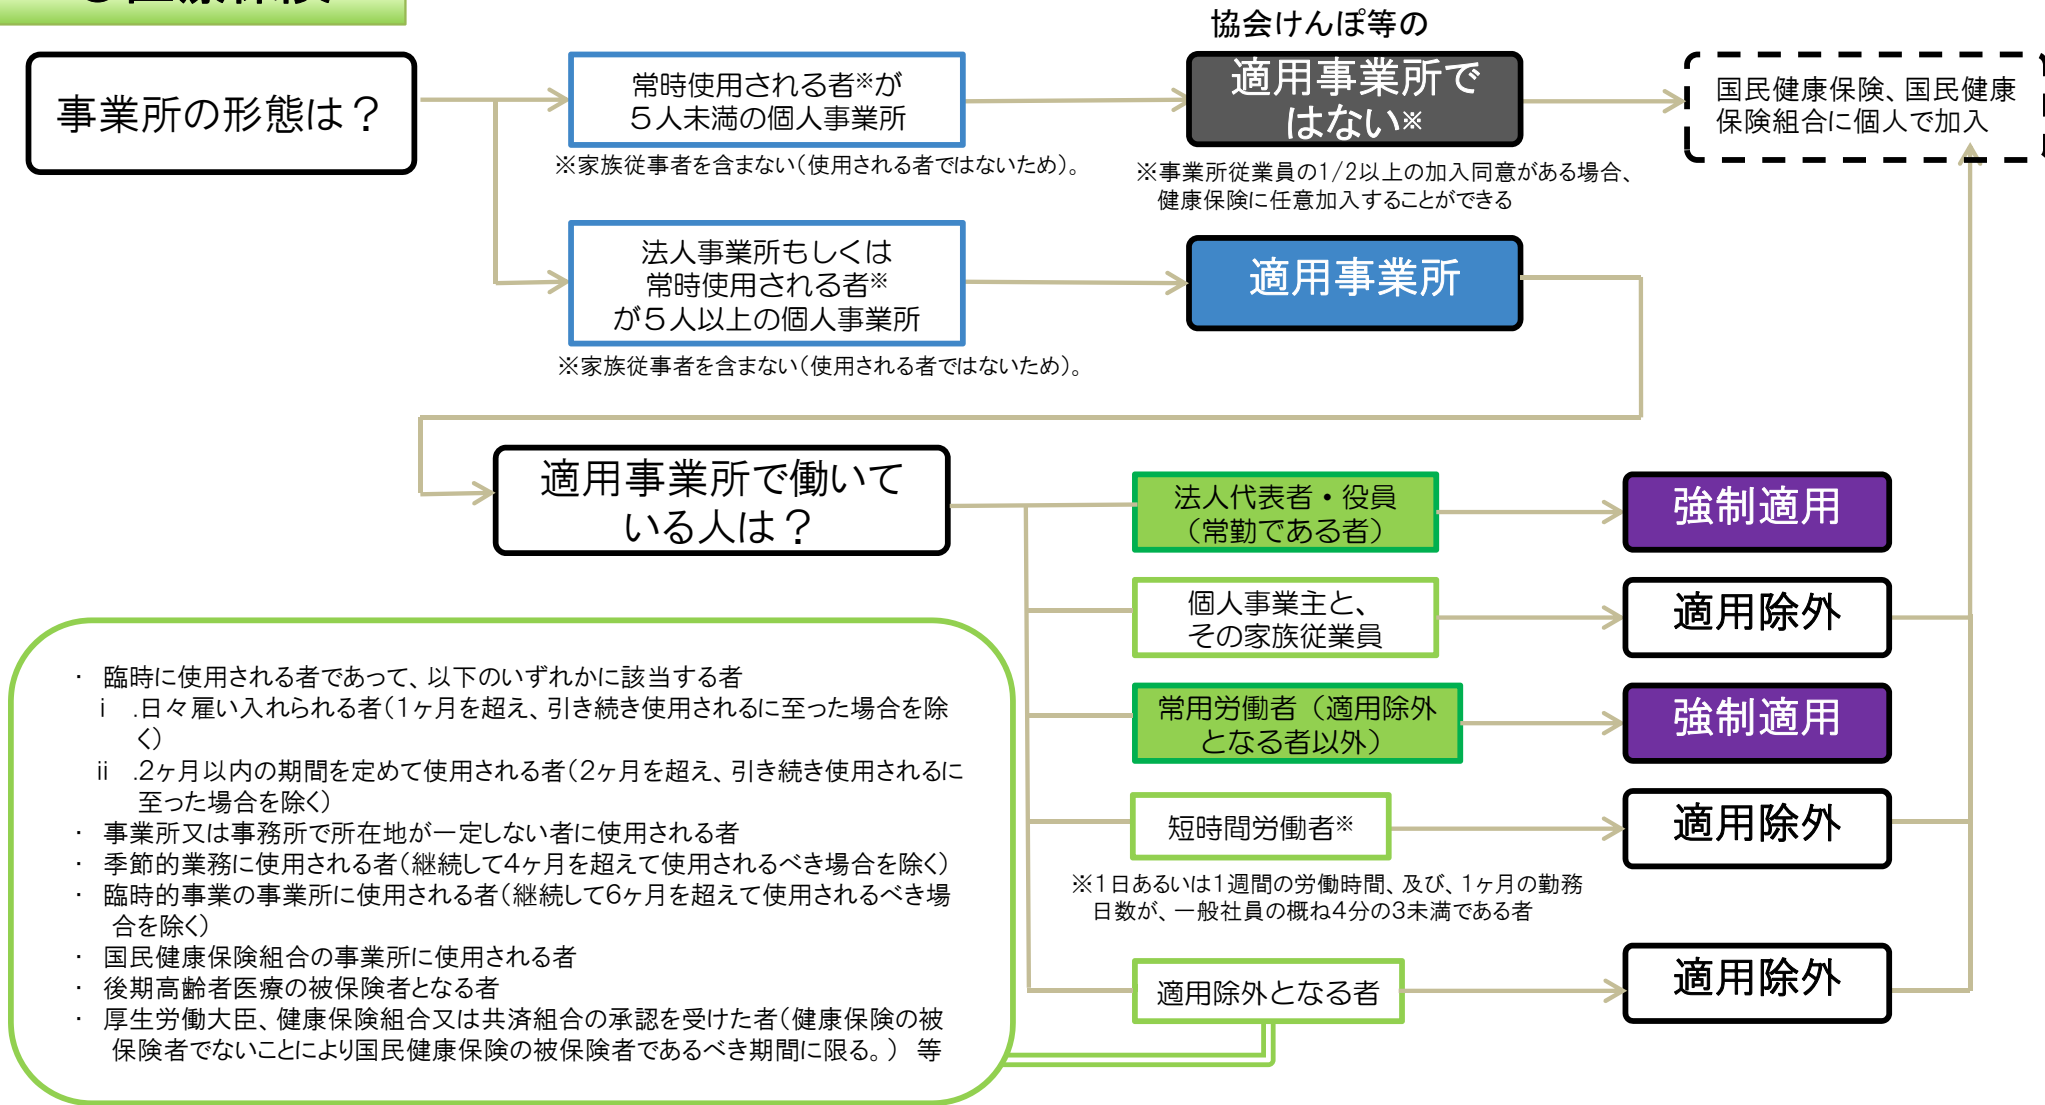 協会けんぽ等の
事業所の形態は？
常時使用される者※が
５人未満の個人事業所
※家族従事者を含まない（使用される者ではないため）。
適用事業所で
はない※
※事業所従業員の1/2以上の加入同意がある場合、
健康保険に任意加入することができる
国民健康保険、国民健康
保険組合に個人で加入
法人事業所もしくは
常時使用される者※
が５人以上の個人事業所
※家族従事者を含まない（使用される者ではないため）。
適用事業所
適用事業所で働いて
いる人は？
法人代表者・役員
（常勤である者）
強制適用
個人事業主と、
その家族従業員
適用除外
常用労働者（適用除外
となる者以外）
強制適用
短時間労働者※
適用除外
※1日あるいは1週間の労働時間、及び、1ヶ月の勤務
日数が、一般社員の概ね4分の3未満である者
適用除外となる者
適用除外
・ 臨時に使用される者であって、以下のいずれかに該当する者
ⅰ .日々雇い入れられる者（1ヶ月を超え、引き続き使用されるに至った場合を除
く）
ⅱ .2ヶ月以内の期間を定めて使用される者（2ヶ月を超え、引き続き使用されるに
至った場合を除く）
・ 事業所又は事務所で所在地が一定しない者に使用される者
・ 季節的業務に使用される者（継続して4ヶ月を超えて使用されるべき場合を除く）
・ 臨時的事業の事業所に使用される者（継続して6ヶ月を超えて使用されるべき場
合を除く）
・ 国民健康保険組合の事業所に使用される者
・ 後期高齢者医療の被保険者となる者
・ 厚生労働大臣、健康保険組合又は共済組合の承認を受けた者（健康保険の被
保険者でないことにより国民健康保険の被保険者であるべき期間に限る。） 等